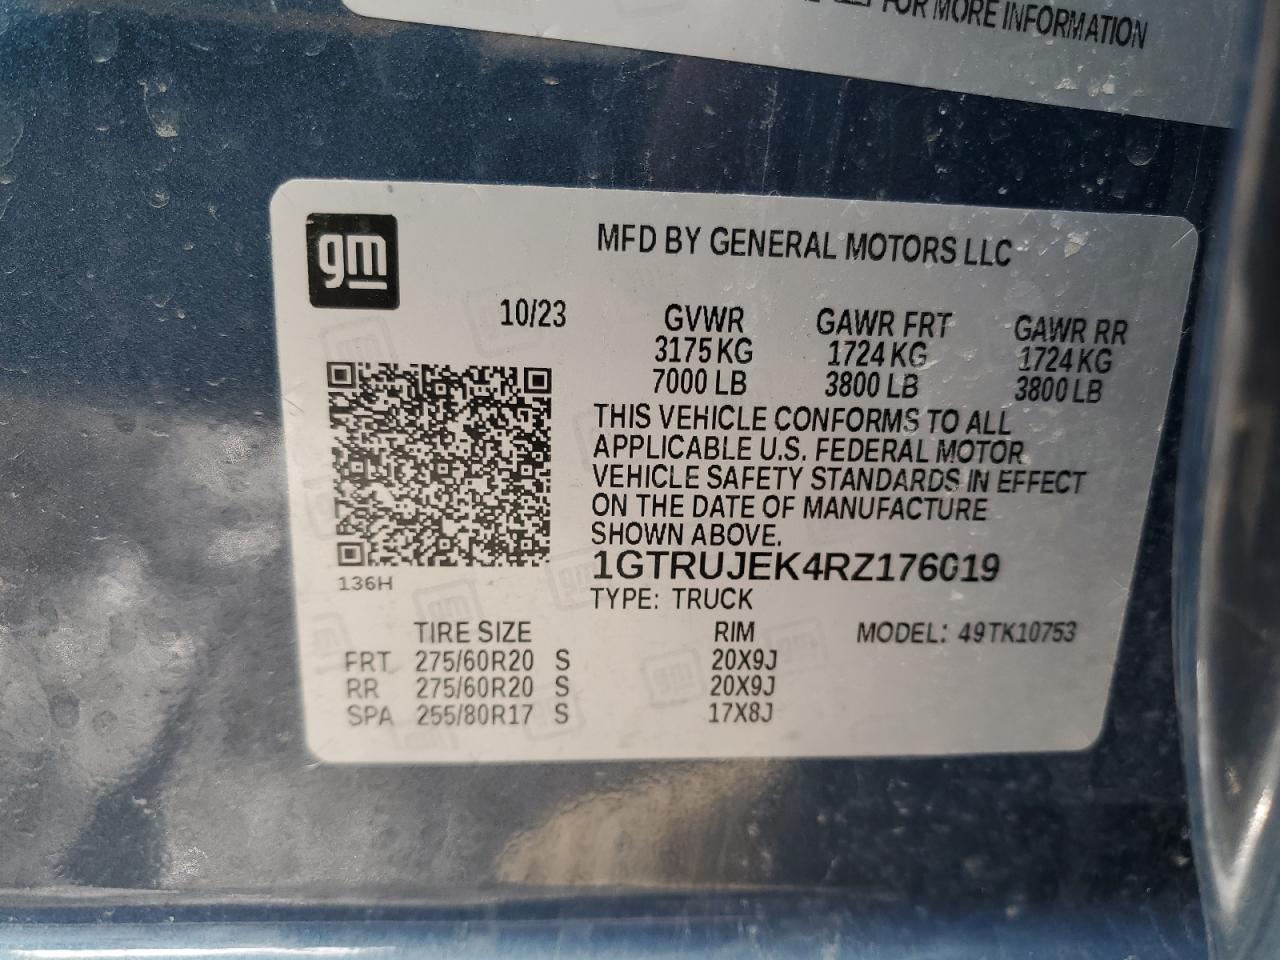 FOR MORE INFORMATION
gm
MFD BY GENERAL MOTORS LLC
10/23
GVWR GAWR FRT GAWR RR
3175 KG 1724 KG 1724 KG
7000 LB 3800 LB 3800 LB
THIS VEHICLE CONFORMS TO ALL
APPLICABLE U.S. FEDERAL MOTOR
VEHICLE SAFETY STANDARDS IN EFFECT
ON THE DATE OF MANUFACTURE
SHOWN ABOVE.
1GTRUJEK4RZ176019
136H
TYPE: TRUCK
TIRE SIZE RIM MODEL: 49TK10753
FRT 275/60R20 S 20X9J
RR 275/60R20 S 20X9J
SPA 255/80R17 S 17X8J